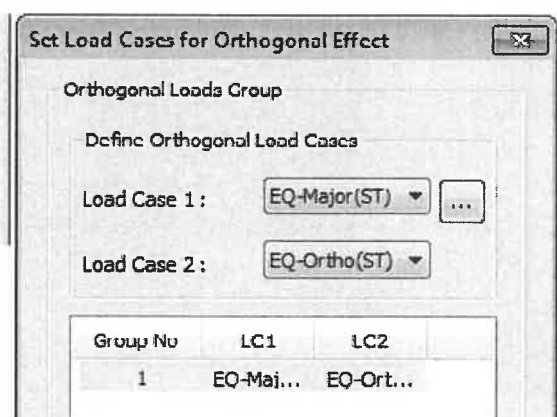 Set Load Cases for Orthogonal Effect
Orthogonal Loads Group
Define Orthogonal Load Cases
Load Case 1 : EQ-Major(ST) ...
Load Case 2 : EQ-Ortho(ST)
Group No LC1 LC2
1 EQ-Maj... EQ-Ort...